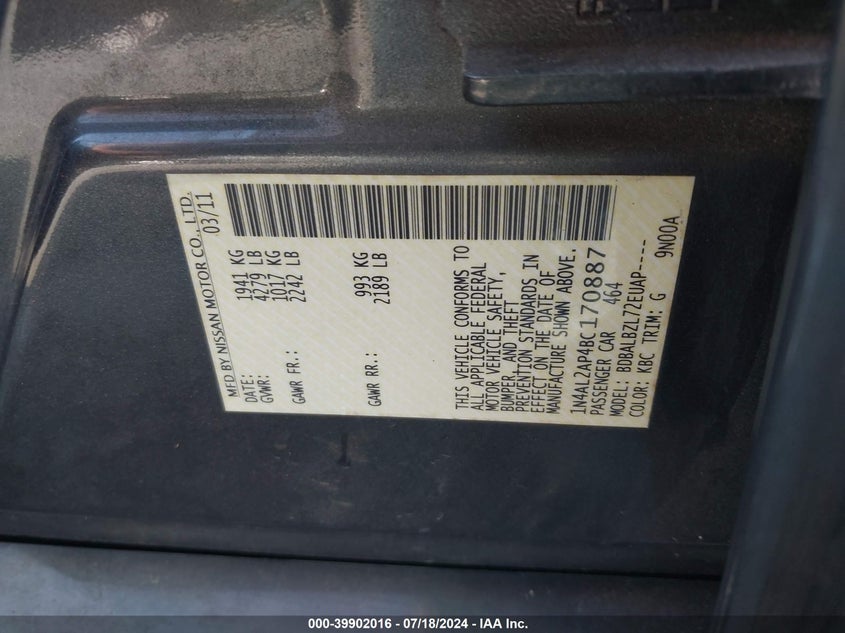 MFD BY NISSAN MOTOR CO., LTD.
DATE: 03/11
GVWR: 1941 KG
4279 LB
GAWR FR.: 1017 KG
2242 LB
GAWR RR.: 993 KG
2189 LB
THIS VEHICLE CONFORMS TO
ALL APPLICABLE FEDERAL
MOTOR VEHICLE SAFETY,
BUMPER, AND THEFT
PREVENTION STANDARDS IN
EFFECT ON THE DATE OF
MANUFACTURE SHOWN ABOVE.
1N4AL2AP4BC170887
PASSENGER CAR 464
MODEL: BDBALBZL72EUAP-----
COLOR: KBC TRIM: G 9N00A
000-39902016 - 07/18/2024 - IAA Inc.